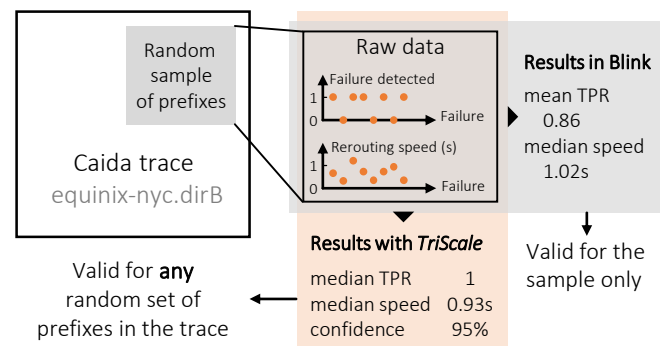 Random
sample
of prefixes
Caida trace
equinix-nyc.dirB
Raw data
Failure detected
1
0
Failure
Rerouting speed (s)
1
0
Failure
Results in Blink
mean TPR
0.86
median speed
1.02s
Valid for the
sample only
Results with TriScale
median TPR 1
median speed 0.93s
confidence 95%
Valid for any
random set of
prefixes in the trace